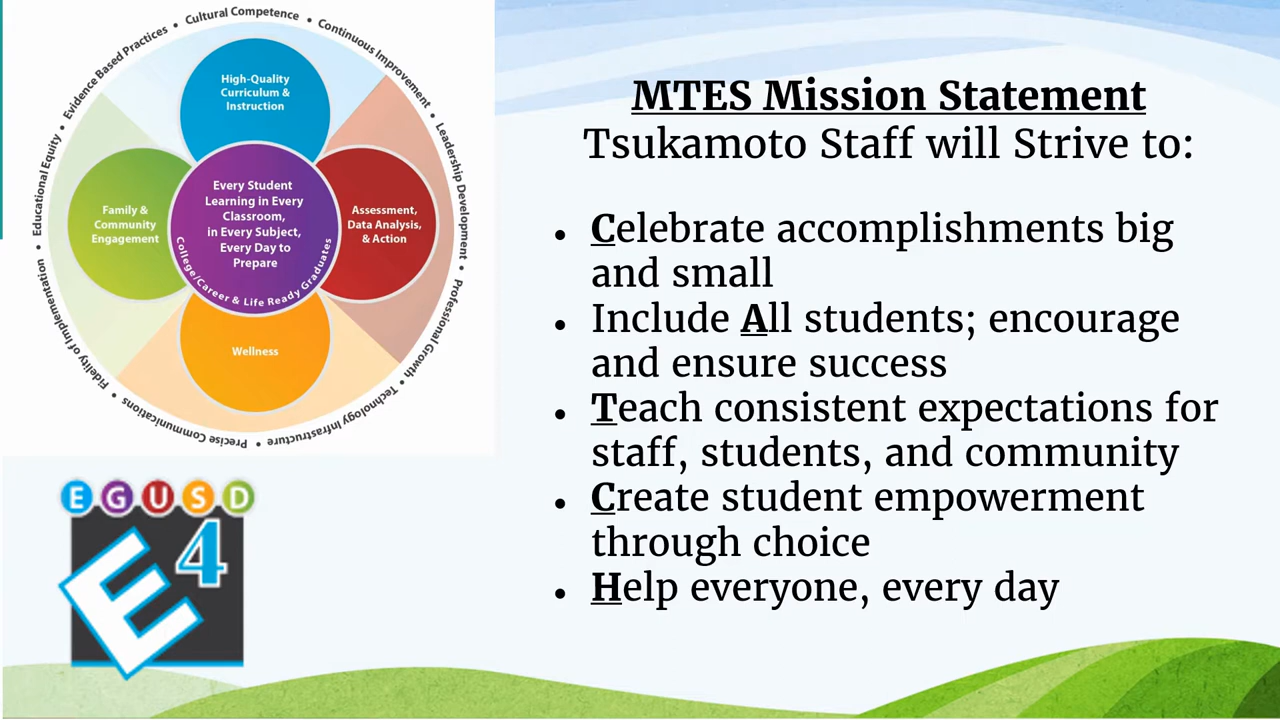 Cultural Competence • Continuous Improvement • Leadership Development • Professional Growth • Technology Infrastructure • Precise Communications • Fidelity of Implementation • Educational Equity • Evidence Based Practices •
High-Quality
Curriculum &
Instruction
Family &
Community
Engagement
Every Student
Learning in Every
Classroom,
in Every Subject,
Every Day to
Prepare
College/Career & Life Ready Graduates
Assessment,
Data Analysis,
& Action
Wellness
EGUSD
E4
MTES Mission Statement
Tsukamoto Staff will Strive to:
• Celebrate accomplishments big
and small
• Include All students; encourage
and ensure success
• Teach consistent expectations for
staff, students, and community
• Create student empowerment
through choice
• Help everyone, every day